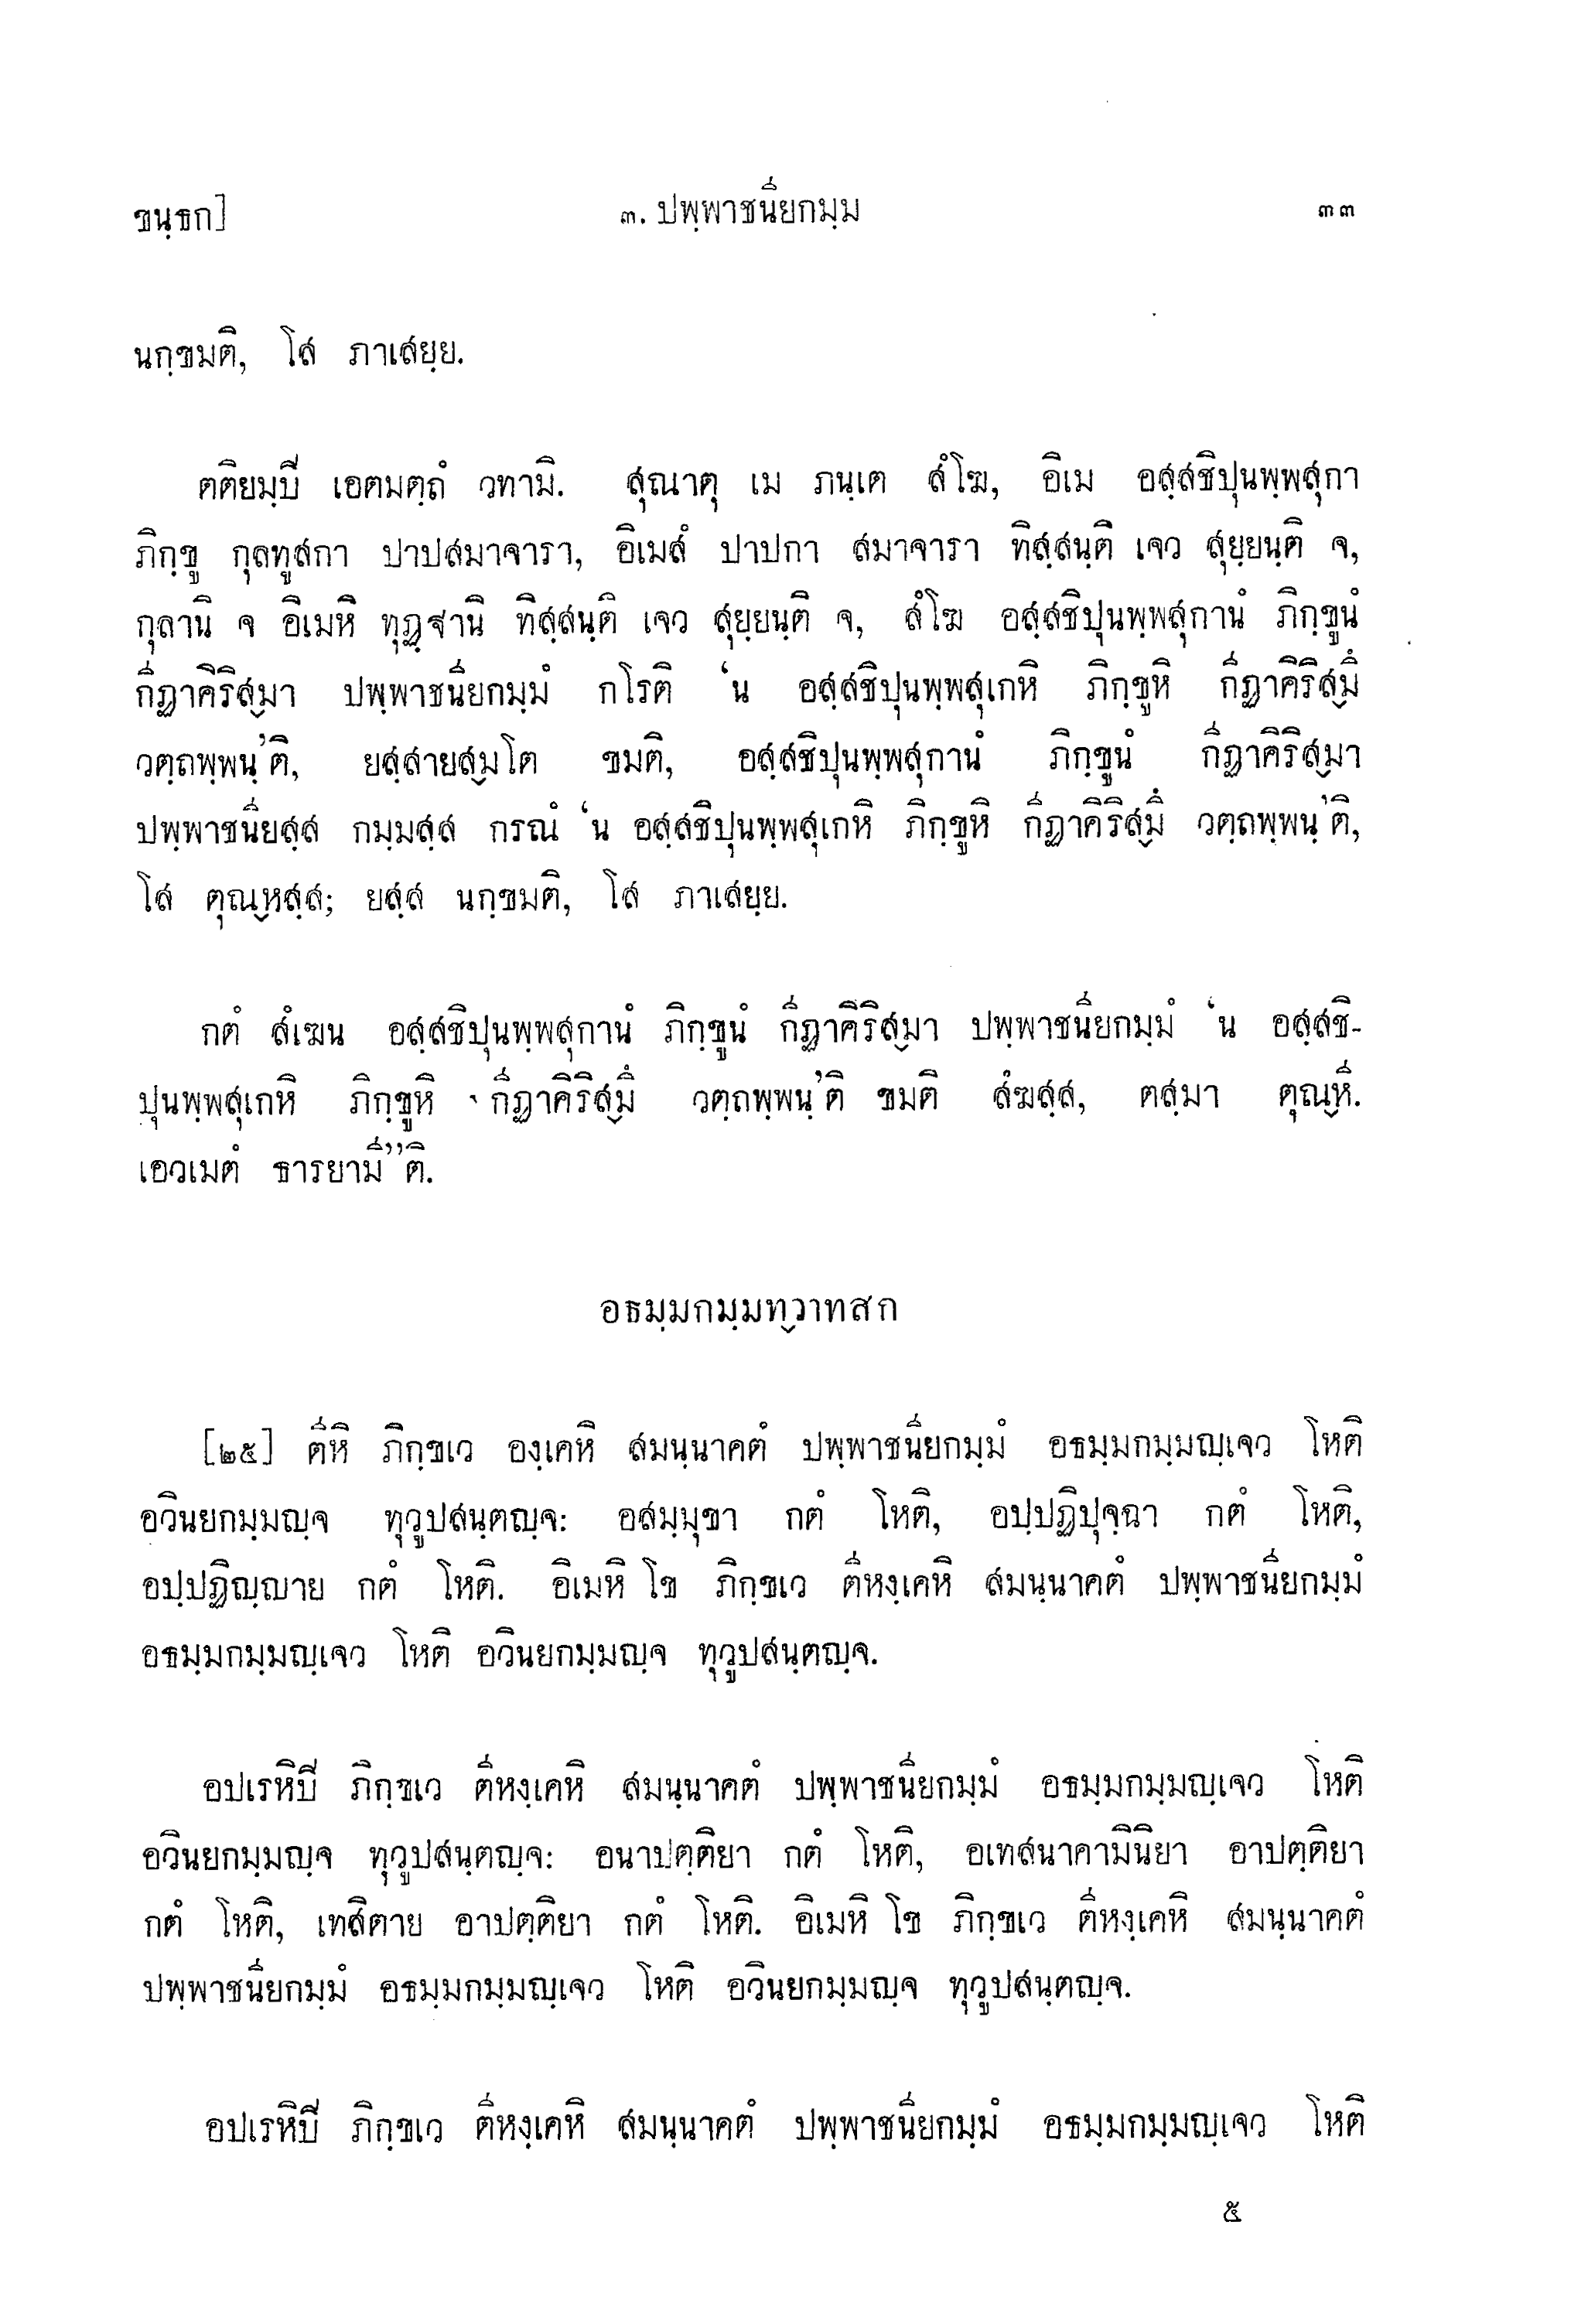 ขนฺธก] ๓. ปพฺพาชนียกมฺม ๓๓
นกฺขมติ, โส ภาเสยฺย.
ตติยมฺปิ เอตมตฺถํ วทามิ. สุณาตุ เม ภนฺเต สํโฆ, อิเม อสฺสชิปุนพฺพสุกา
ภิกฺขู กุลทูสกา ปาปสมาจารา, อิเมสํ ปาปกา สมาจารา ทิสฺสนฺติ เจว สุยฺยนฺติ จ,
กุลานิ จ อิเมหิ ทุฏฺฐานิ ทิสฺสนฺติ เจว สุยฺยนฺติ จ, สํโฆ อสฺสชิปุนพฺพสุกานํ ภิกฺขูนํ
กีฏาคิริสฺมา ปพฺพาชนียกมฺมํ กโรติ ‘น อสฺสชิปุนพฺพสุเกหิ ภิกฺขูหิ กีฏาคิริสฺมึ
วตฺถพฺพนฺ’ติ, ยสฺสายสฺมโต ขมติ, อสฺสชิปุนพฺพสุกานํ ภิกฺขูนํ กีฏาคิริสฺมา
ปพฺพาชนียสฺส กมฺมสฺส กรณํ ‘น อสฺสชิปุนพฺพสุเกหิ ภิกฺขูหิ กีฏาคิริสฺมึ วตฺถพฺพนฺ’ติ,
โส ตุณฺหสฺส; ยสฺส นกฺขมติ, โส ภาเสยฺย.
กตํ สํเฆน อสฺสชิปุนพฺพสุกานํ ภิกฺขูนํ กีฏาคิริสฺมา ปพฺพาชนียกมฺมํ ‘น อสฺสชิ-
ปุนพฺพสุเกหิ ภิกฺขูหิ กีฏาคิริสฺมึ วตฺถพฺพนฺ’ติ ขมติ สํฆสฺส, ตสฺมา ตุณฺหี.
เอวเมตํ ธารยามี’’ติ.
อธมฺมกมฺมทฺวาทสก
[๒๕] ตีหิ ภิกฺขเว องฺเคหิ สมนฺนาคตํ ปพฺพาชนียกมฺมํ อธมฺมกมฺมญฺเจว โหติ
อวินยกมฺมญฺจ ทุวูปสนฺตญฺจ: อสมฺมุขา กตํ โหติ, อปฺปฏิปุจฺฉา กตํ โหติ,
อปฺปฏิญฺญาย กตํ โหติ. อิเมหิ โข ภิกฺขเว ตีหงฺเคหิ สมนฺนาคตํ ปพฺพาชนียกมฺมํ
อธมฺมกมฺมญฺเจว โหติ อวินยกมฺมญฺจ ทุวูปสนฺตญฺจ.
อปเรหิปิ ภิกฺขเว ตีหงฺเคหิ สมนฺนาคตํ ปพฺพาชนียกมฺมํ อธมฺมกมฺมญฺเจว โหติ
อวินยกมฺมญฺจ ทุวูปสนฺตญฺจ: อนาปตฺติยา กตํ โหติ, อเทสนาคามินิยา อาปตฺติยา
กตํ โหติ, เทสิตาย อาปตฺติยา กตํ โหติ. อิเมหิ โข ภิกฺขเว ตีหงฺเคหิ สมนฺนาคตํ
ปพฺพาชนียกมฺมํ อธมฺมกมฺมญฺเจว โหติ อวินยกมฺมญฺจ ทุวูปสนฺตญฺจ.
อปเรหิปิ ภิกฺขเว ตีหงฺเคหิ สมนฺนาคตํ ปพฺพาชนียกมฺมํ อธมฺมกมฺมญฺเจว โหติ
๕